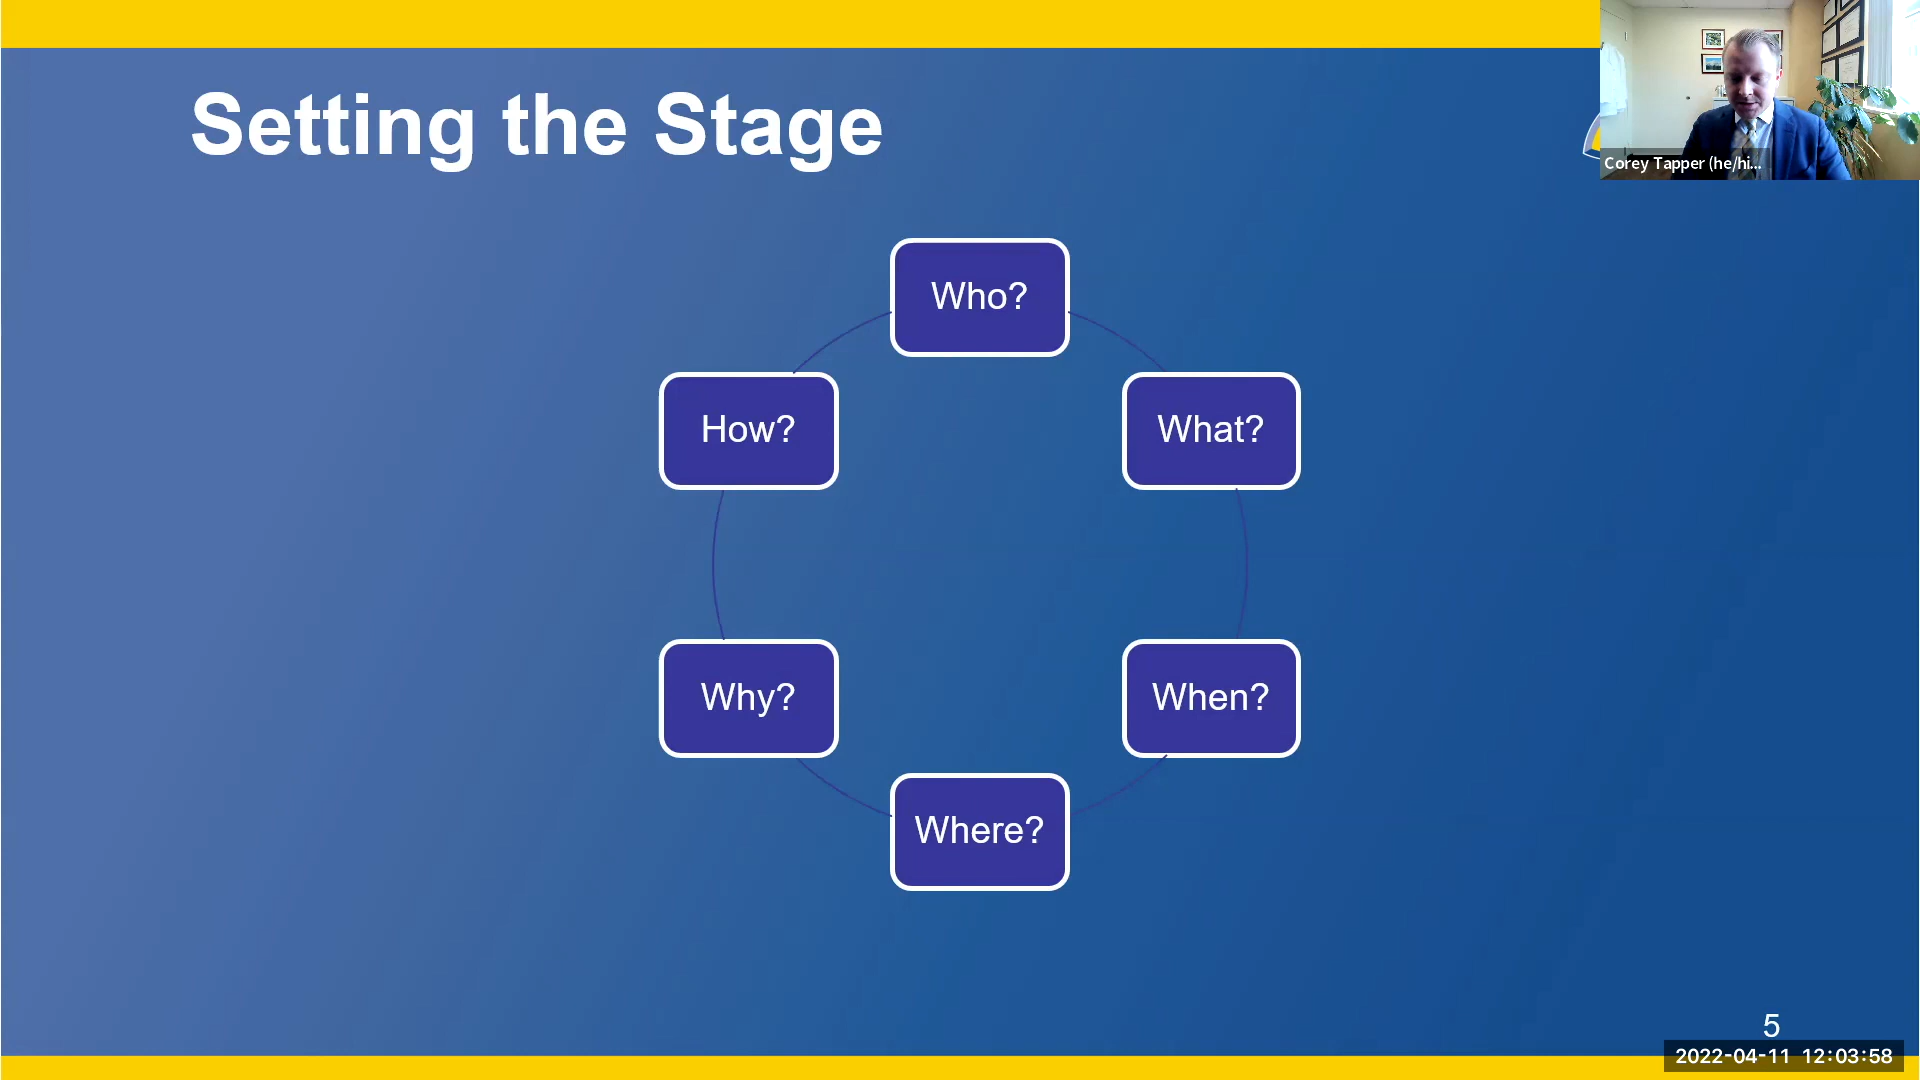 Setting the Stage
Corey Tapper (he/hi...
Who?
How?
What?
Why?
When?
Where?
5
2022-04-11 12:03:58